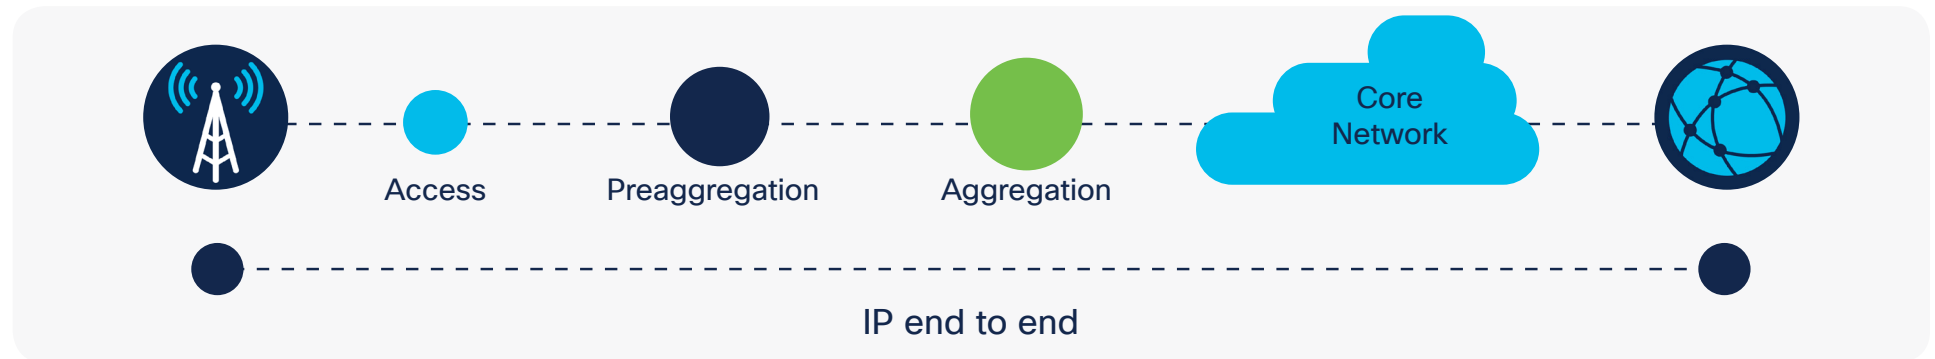 Core
Network
Access
Preaggregation
Aggregation
IP end to end